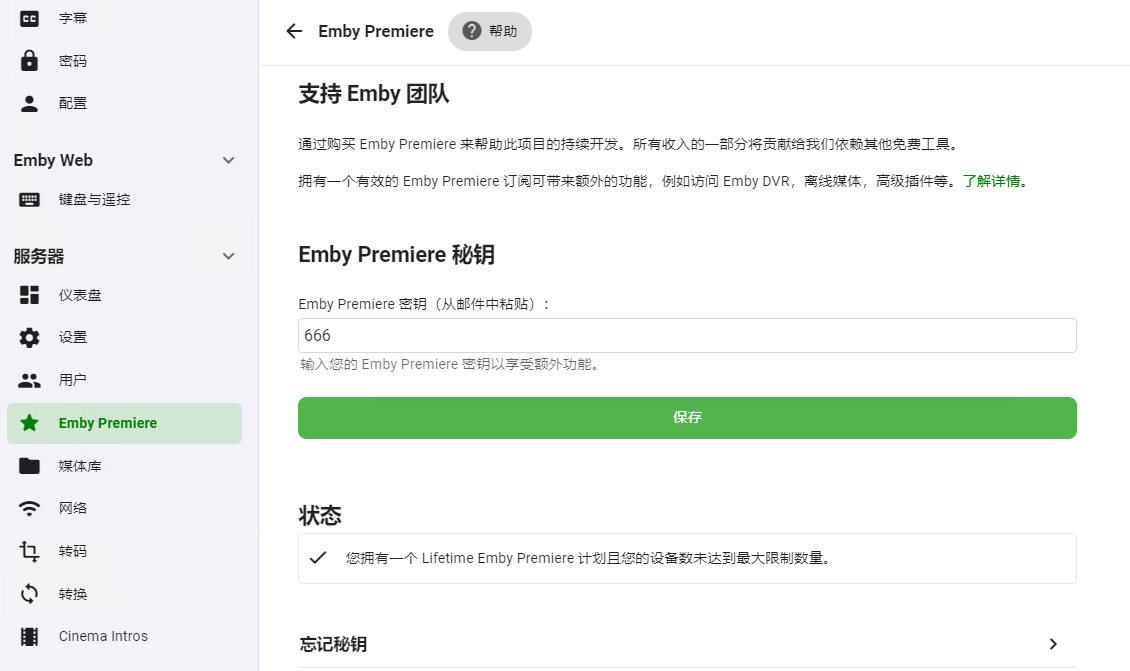 字幕
密码
配置
Emby Web
键盘与遥控
服务器
仪表盘
设置
用户
Emby Premiere
媒体库
网络
转码
转换
Cinema Intros
Emby Premiere 帮助
支持 Emby 团队
通过购买 Emby Premiere 来帮助此项目的持续开发。所有收入的一部分将贡献给我们依赖其他免费工具。
拥有一个有效的 Emby Premiere 订阅可带来额外的功能，例如访问 Emby DVR，离线媒体，高级插件等。了解详情。
Emby Premiere 秘钥
Emby Premiere 密钥（从邮件中粘贴）:
666
输入您的 Emby Premiere 密钥以享受额外功能。
保存
状态
您拥有一个 Lifetime Emby Premiere 计划且您的设备数未达到最大限制数量。
忘记秘钥